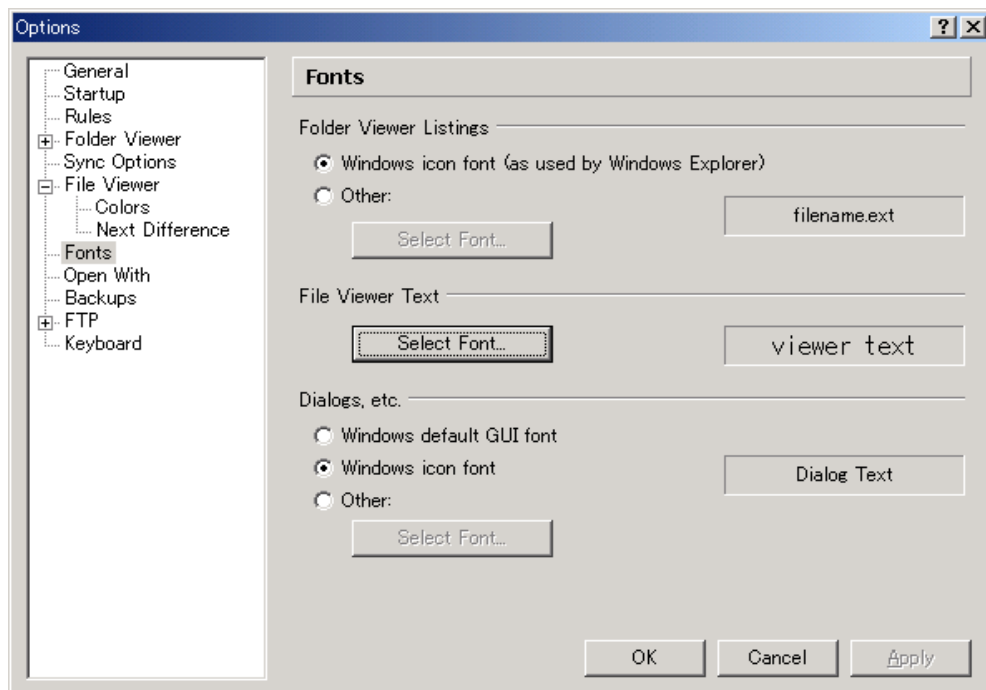 Options
General
Startup
Rules
Folder Viewer
Sync Options
File Viewer
Colors
Next Difference
Fonts
Open With
Backups
FTP
Keyboard
Fonts
Folder Viewer Listings
Windows icon font (as used by Windows Explorer)
Other:
Select Font...
filename.ext
File Viewer Text
Select Font...
viewer text
Dialogs, etc.
Windows default GUI font
Windows icon font
Other:
Select Font...
Dialog Text
OK
Cancel
Apply